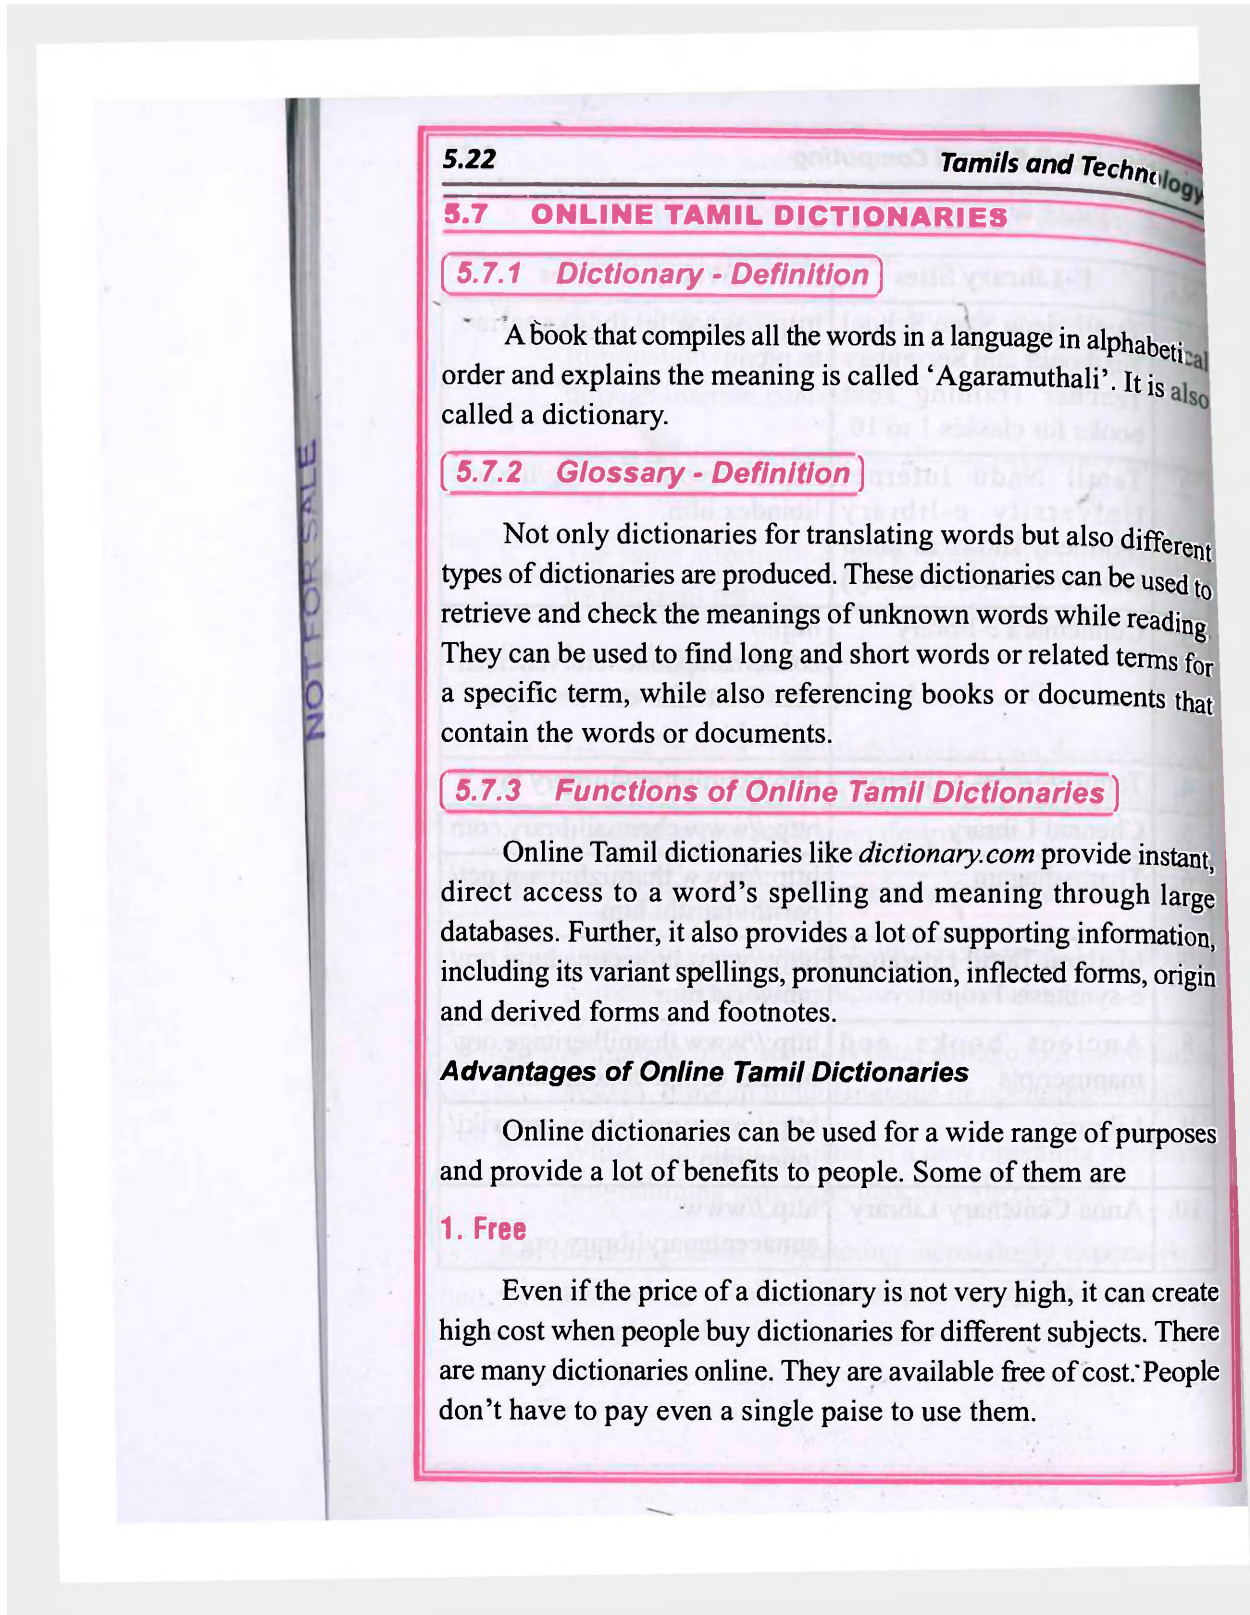 5.22 Tamils and Technology
5.7 ONLINE TAMIL DICTIONARIES
5.7.1 Dictionary - Definition
A book that compiles all the words in a language in alphabetical
order and explains the meaning is called ‘Agaramuthali’. It is also
called a dictionary.
5.7.2 Glossary - Definition
Not only dictionaries for translating words but also different
types of dictionaries are produced. These dictionaries can be used to
retrieve and check the meanings of unknown words while reading.
They can be used to find long and short words or related terms for
a specific term, while also referencing books or documents that
contain the words or documents.
5.7.3 Functions of Online Tamil Dictionaries
Online Tamil dictionaries like dictionary.com provide instant,
direct access to a word’s spelling and meaning through large
databases. Further, it also provides a lot of supporting information,
including its variant spellings, pronunciation, inflected forms, origin
and derived forms and footnotes.
Advantages of Online Tamil Dictionaries
Online dictionaries can be used for a wide range of purposes
and provide a lot of benefits to people. Some of them are
1. Free
Even if the price of a dictionary is not very high, it can create
high cost when people buy dictionaries for different subjects. There
are many dictionaries online. They are available free of cost. People
don’t have to pay even a single paise to use them.
NOT FOR SALE